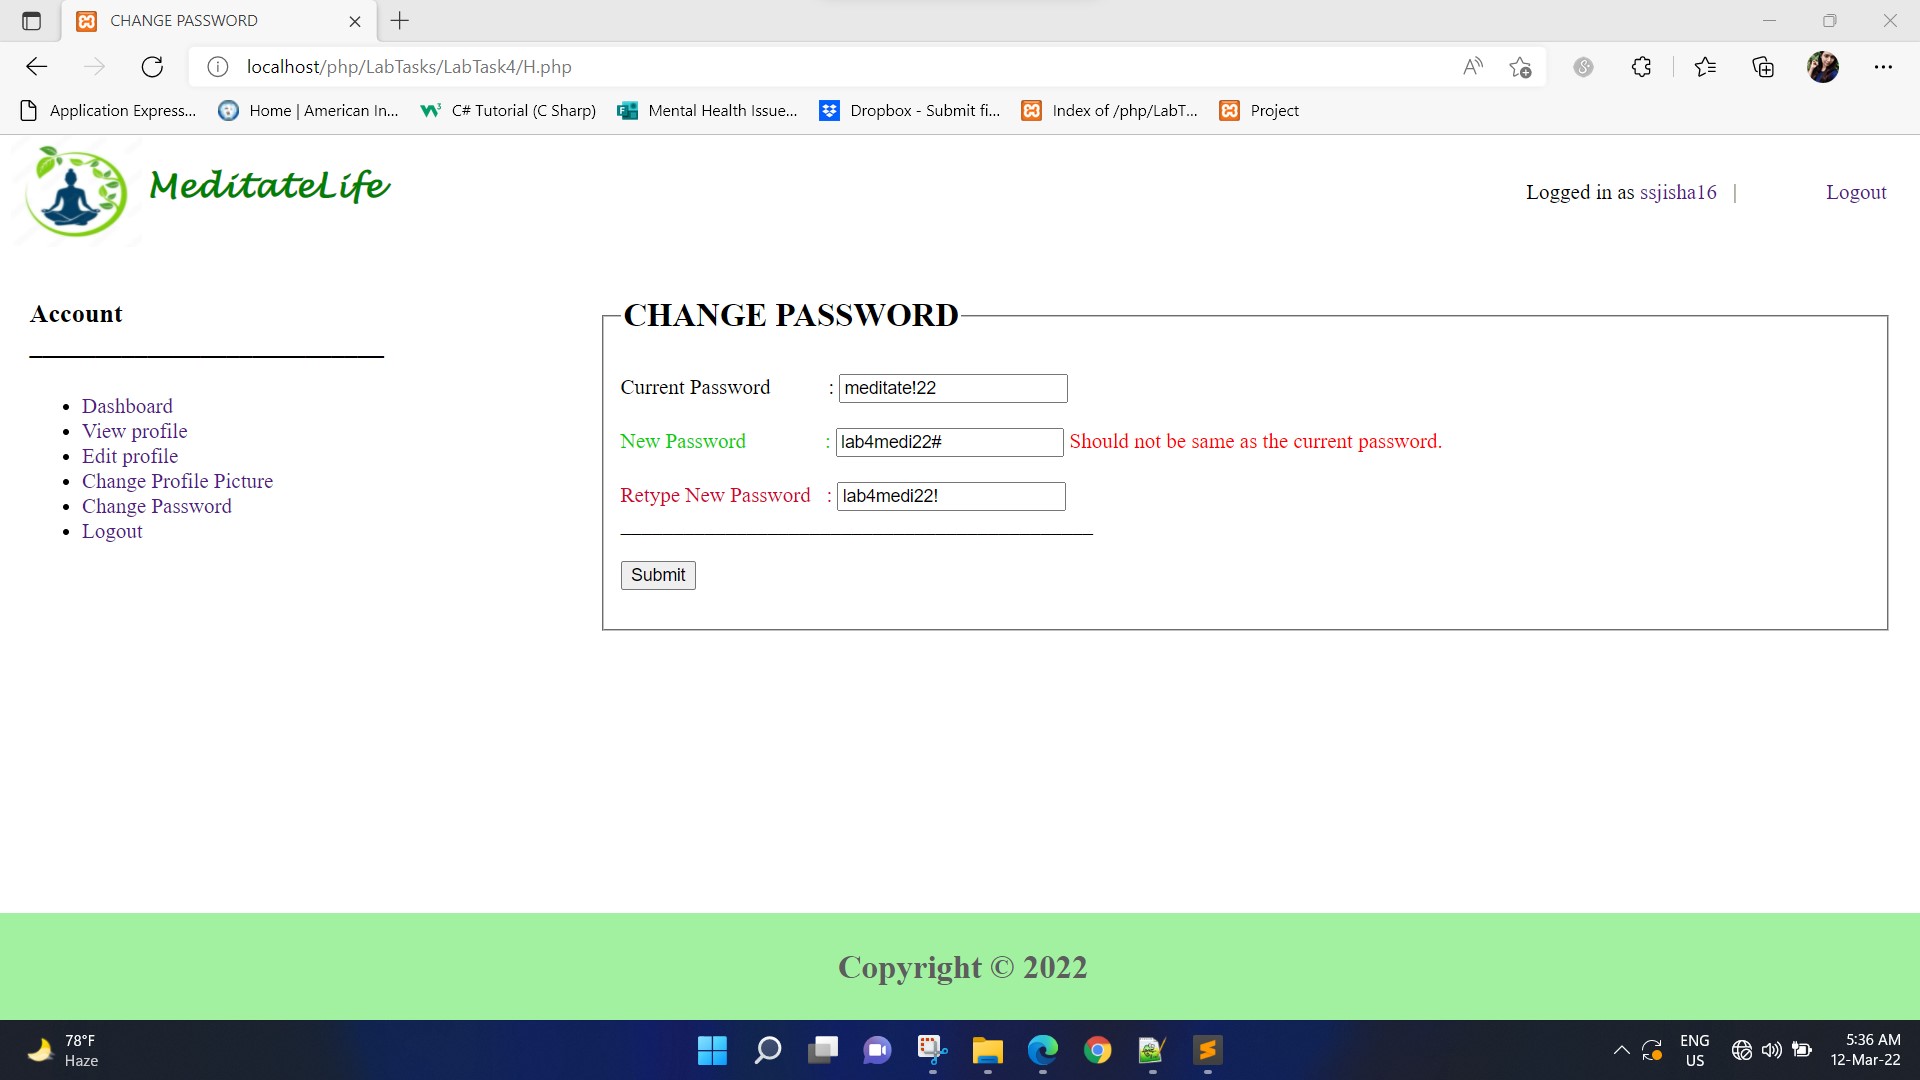 CHANGE PASSWORD
localhost/php/LabTasks/LabTask4/H.php
Application Express... Home | American In... C# Tutorial (C Sharp) Mental Health Issue... Dropbox - Submit fi... Index of /php/LabT... Project
MeditateLife
Logged in as ssjisha16 | Logout
Account
Dashboard
View profile
Edit profile
Change Profile Picture
Change Password
Logout
CHANGE PASSWORD
Current Password : meditate!22
New Password : lab4medi22# Should not be same as the current password.
Retype New Password : lab4medi22!
Submit
Copyright © 2022
78°F
Haze
ENG
US
5:36 AM
12-Mar-22